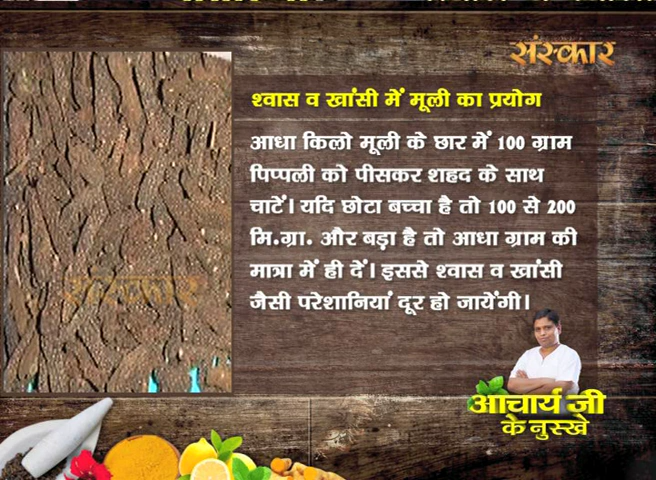 संस्कार
श्वास व खांसी में मूली का प्रयोग
आधा किलो मूली के छार में 100 ग्राम
पिप्पली को पीसकर शहद के साथ
चाटें। यदि छोटा बच्चा है तो 100 से 200
मि.ग्रा. और बड़ा है तो आधा ग्राम की
मात्रा में ही दें। इससे श्वास व खांसी
जैसी परेशानियां दूर हो जायेंगी।
संस्कार
आचार्य जी
के नुस्खे